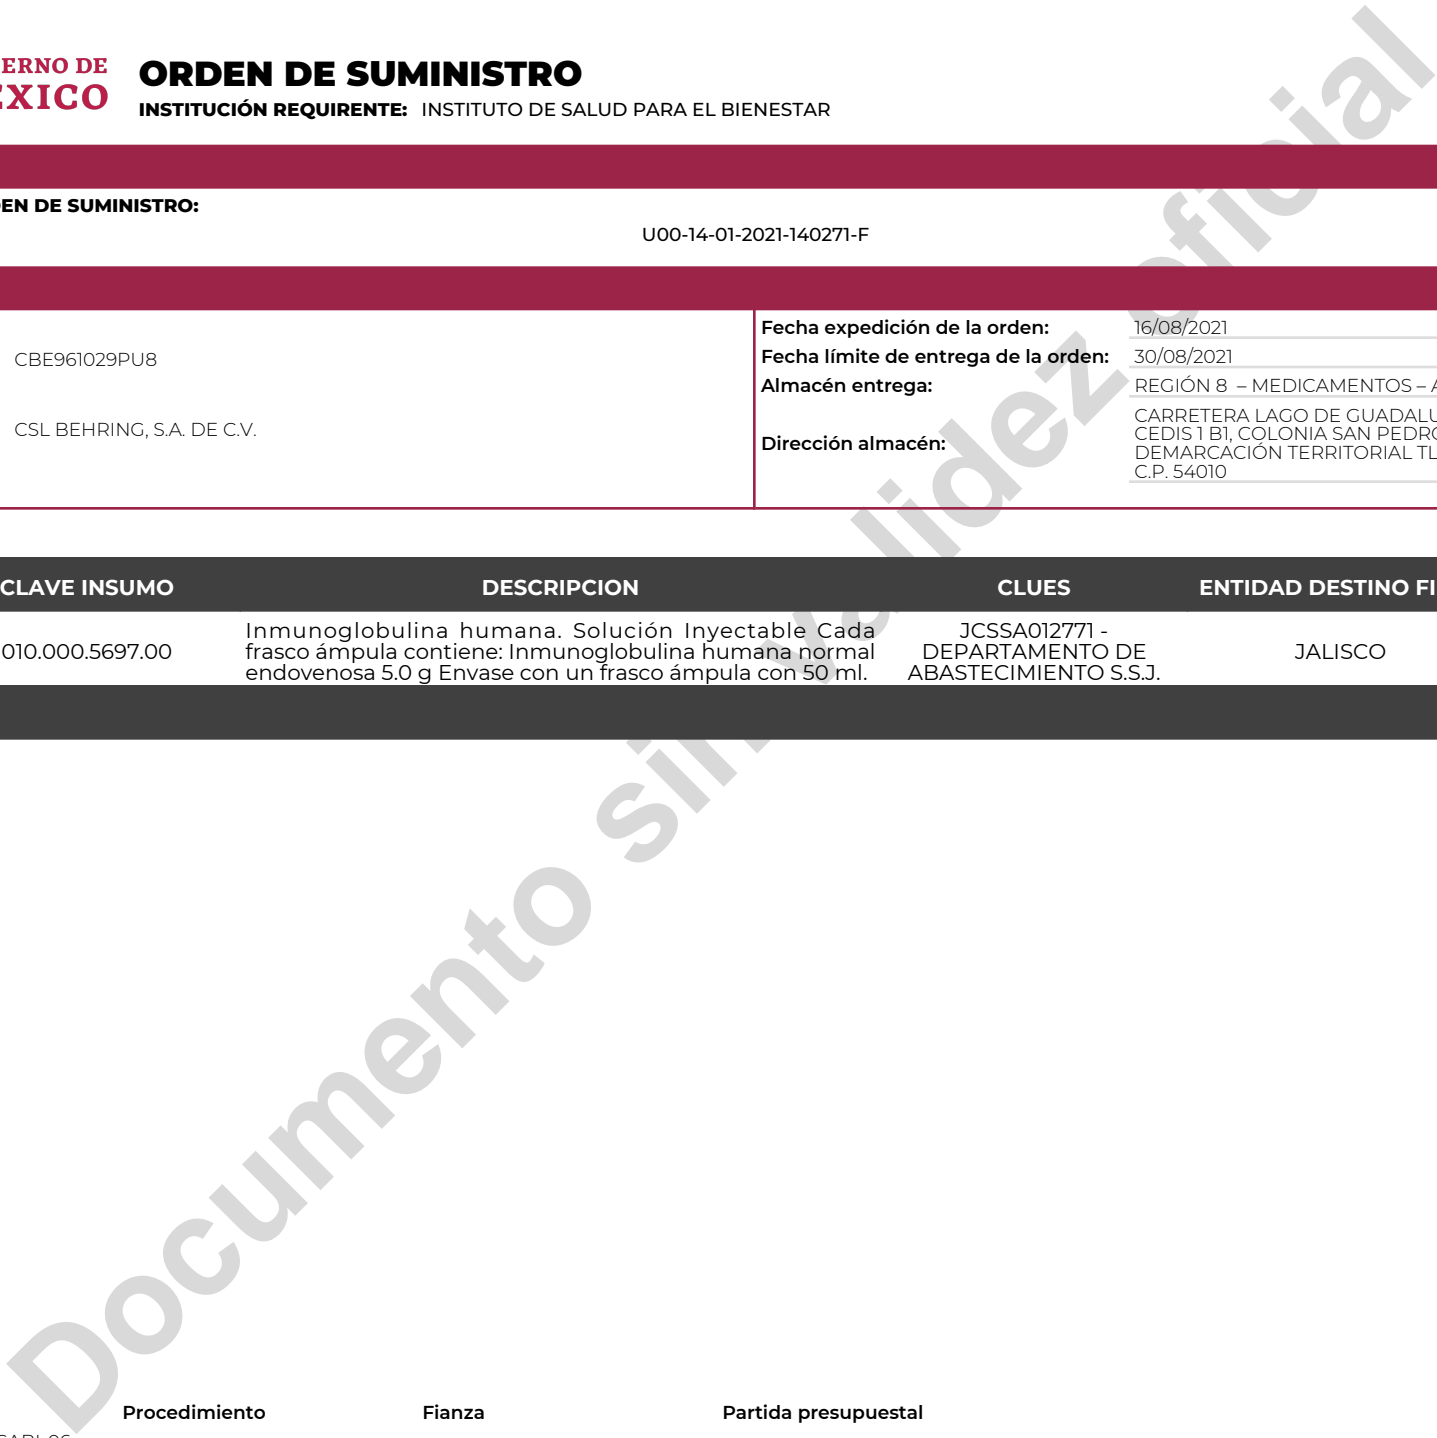 ERNO DE
EXICO
ORDEN DE SUMINISTRO
INSTITUCIÓN REQUIRENTE: INSTITUTO DE SALUD PARA EL BIENESTAR
EN DE SUMINISTRO:
U00-14-01-2021-140271-F
CBE961029PU8
CSL BEHRING, S.A. DE C.V.
Fecha expedición de la orden: 16/08/2021
Fecha límite de entrega de la orden: 30/08/2021
Almacén entrega: REGIÓN 8 – MEDICAMENTOS – A
Dirección almacén:
CARRETERA LAGO DE GUADALU
CEDIS 1 B1, COLONIA SAN PEDRO
DEMARCACIÓN TERRITORIAL TL
C.P. 54010
CLAVE INSUMO DESCRIPCION CLUES ENTIDAD DESTINO FI
010.000.5697.00
Inmunoglobulina humana. Solución Inyectable Cada
frasco ámpula contiene: Inmunoglobulina humana normal
endovenosa 5.0 g Envase con un frasco ámpula con 50 ml.
JCSSA012771 -
DEPARTAMENTO DE
ABASTECIMIENTO S.S.J.
JALISCO
Documento sin validez oficial
Procedimiento Fianza Partida presupuestal